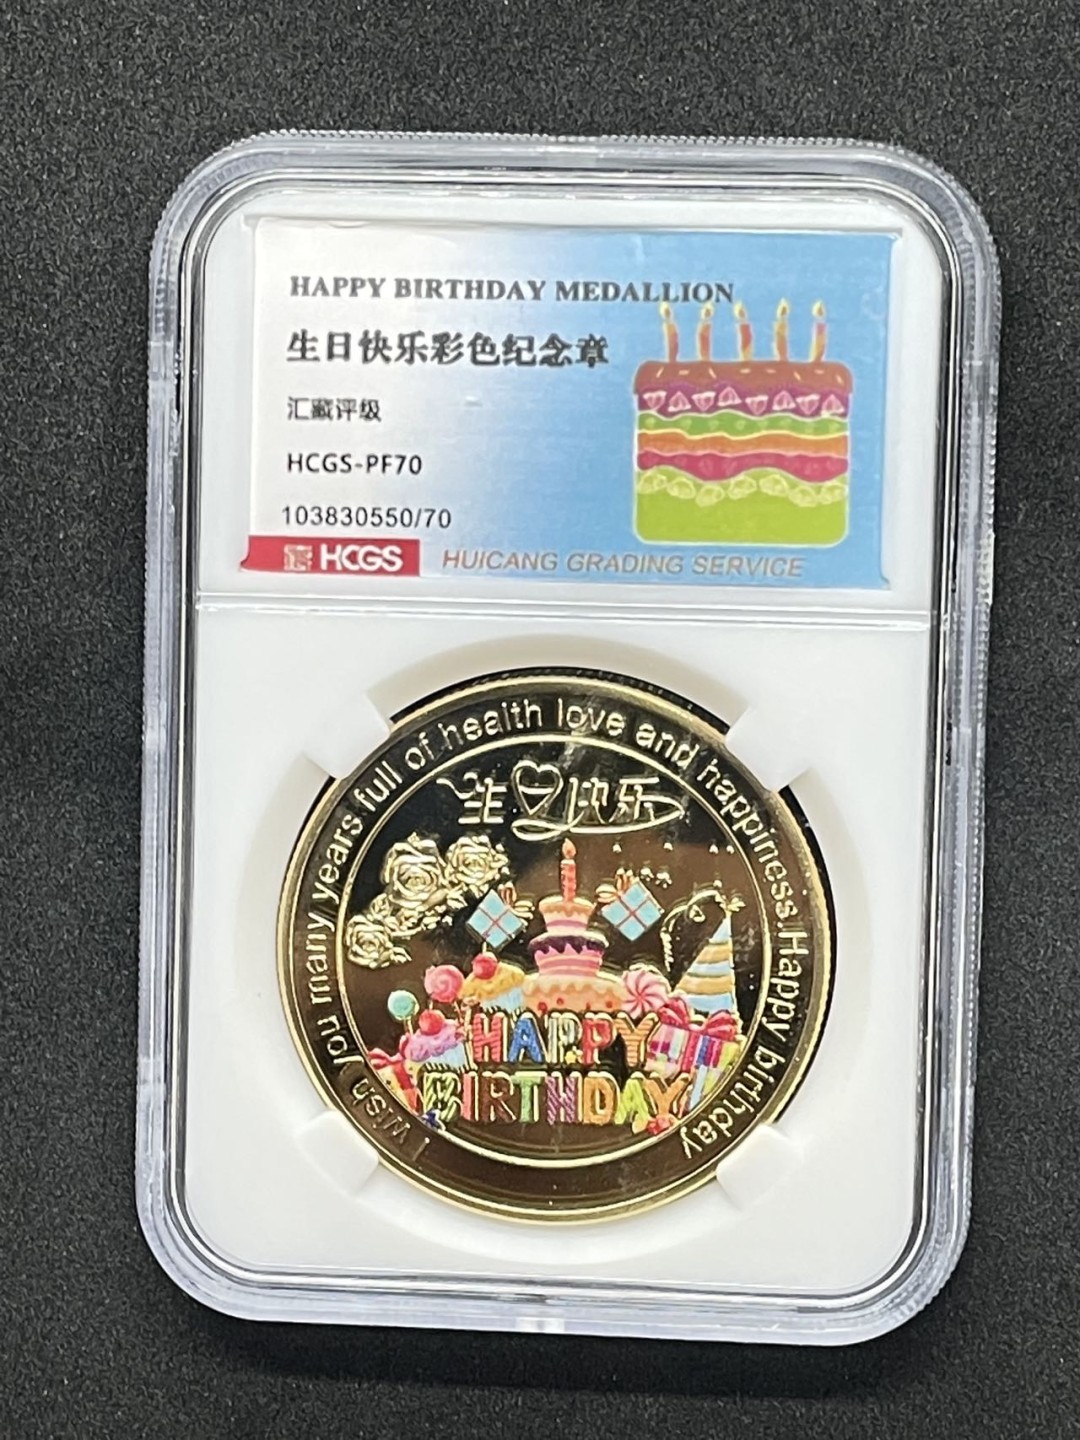 HAPPY BIRTHDAY MEDALLION
生日快乐彩色纪念章
汇藏评级
HCGS-PF70
103830550/70
HCGS
HUICANG GRADING SERVICE
I wish you many years full of health love and happiness.Happy birthday
生日快乐
HAPPY
BIRTHDAY